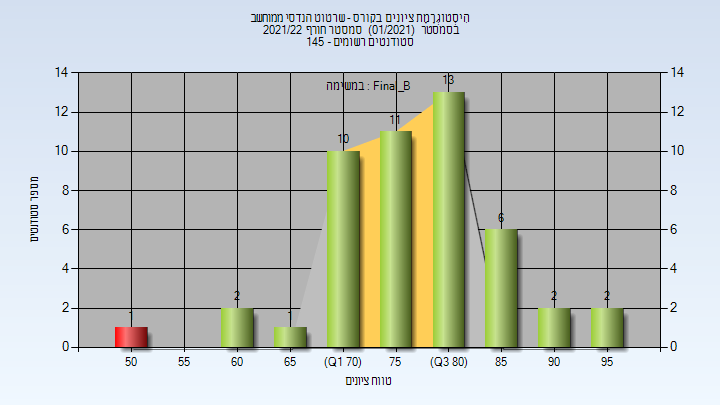 היסטוגרמת ציונים בקורס - שרטוט הנדסי ממוחשב
בסמסטר (01/2021) סמסטר חורף 2021/22
סטודנטים רשומים - 145
במשימה : Final_B
14 14
12 12
10 10
8 8
6 6
4 4
2 2
0 0
1 2 1 10 11 13 6 2 2
50 55 60 65 (Q1 70) 75 (Q3 80) 85 90 95
מספר סטודנטים
טווח ציונים